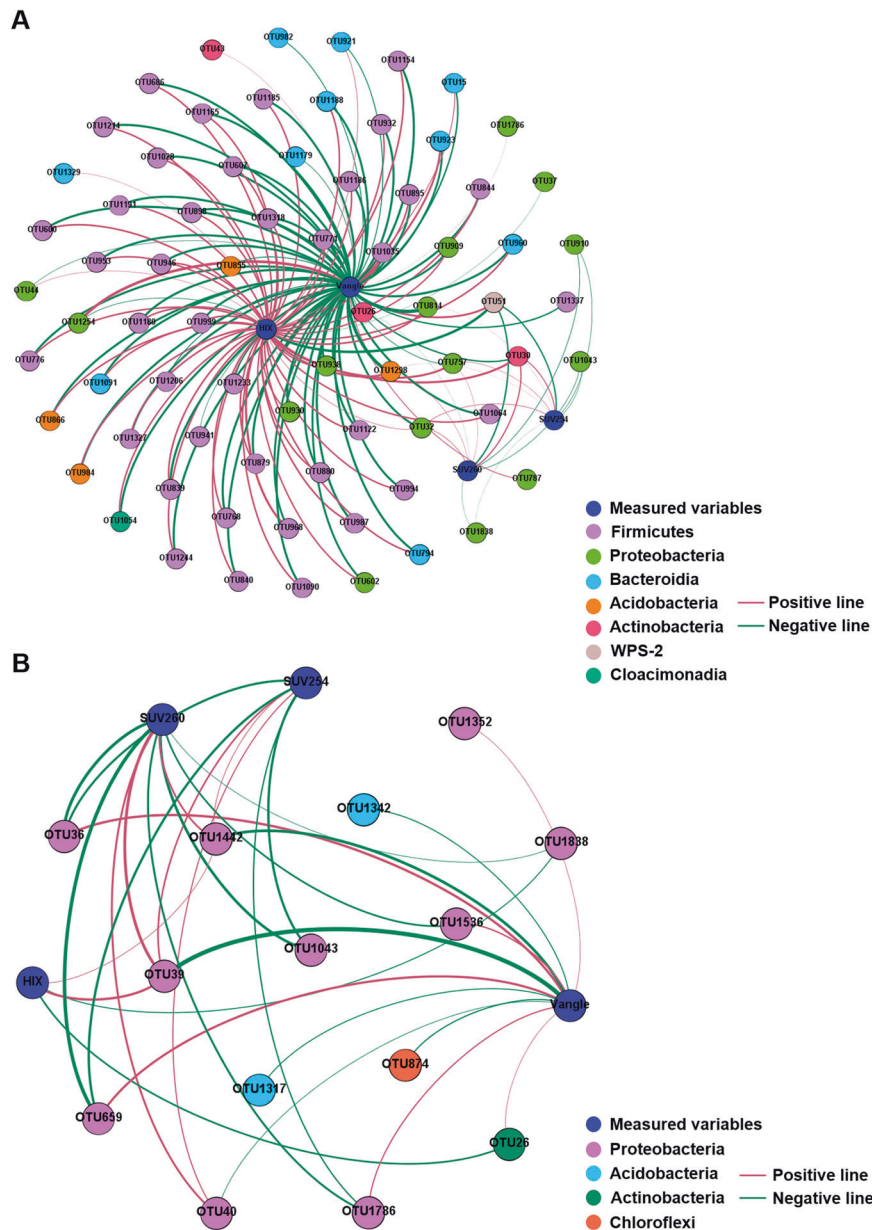 A
OTU982
OTU921
OTU43
OTU1154
OTU686
OTU1185
OTU1188
OTU15
OTU1165
OTU932
OTU1214
OTU923
OTU1786
OTU1028
OTU607
OTU1179
OTU1329
OTU1186
OTU37
OTU895
OTU844
OTU1191
OTU898
OTU1318
OTU600
OTU771
OTU1035
OTU909
OTU960
OTU910
OTU953
OTU946
OTU855
OTU44
Vangle
OTU51
OTU1337
OTU26
OTU814
OTU1254
OTU1180
OTU999
HIX
OTU776
OTU938
OTU1298
OTU757
OTU30
OTU1043
OTU1091
OTU1206
OTU1233
OTU866
OTU930
OTU1064
SUV254
OTU1327
OTU941
OTU1122
OTU32
OTU984
OTU879
OTU880
SUV260
OTU787
OTU839
OTU994
OTU1054
OTU768
OTU968
OTU987
OTU1838
OTU1244
OTU794
OTU840
OTU1090
OTU602
Measured variables
Firmicutes
Proteobacteria
Bacteroidia
Acidobacteria
Positive line
Actinobacteria
Negative line
WPS-2
Cloacimonadia
B
SUV254
SUV260
OTU1352
OTU1342
OTU36
OTU1442
OTU1838
OTU1536
OTU1043
OTU39
HIX
Vangle
OTU874
OTU1317
OTU659
OTU26
OTU40
OTU1786
Measured variables
Proteobacteria
Acidobacteria
Positive line
Actinobacteria
Negative line
Chloroflexi